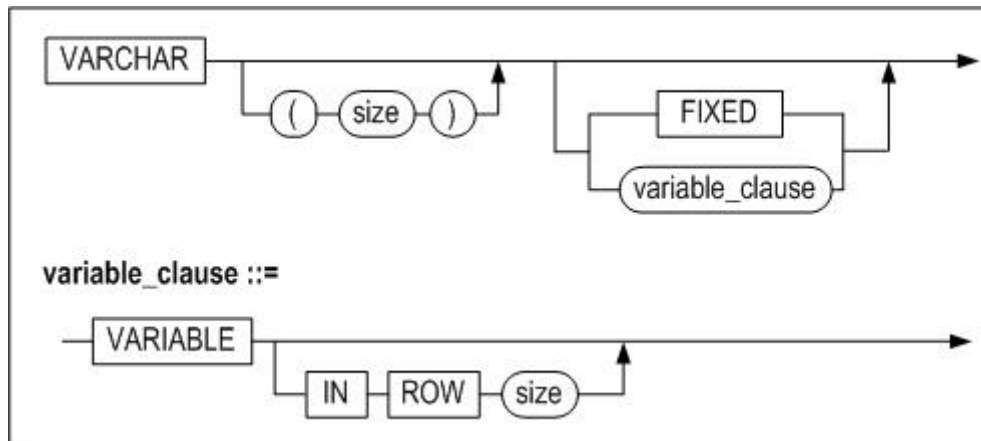 VARCHAR
( size )
FIXED
variable_clause
variable_clause ::=
VARIABLE
IN ROW size